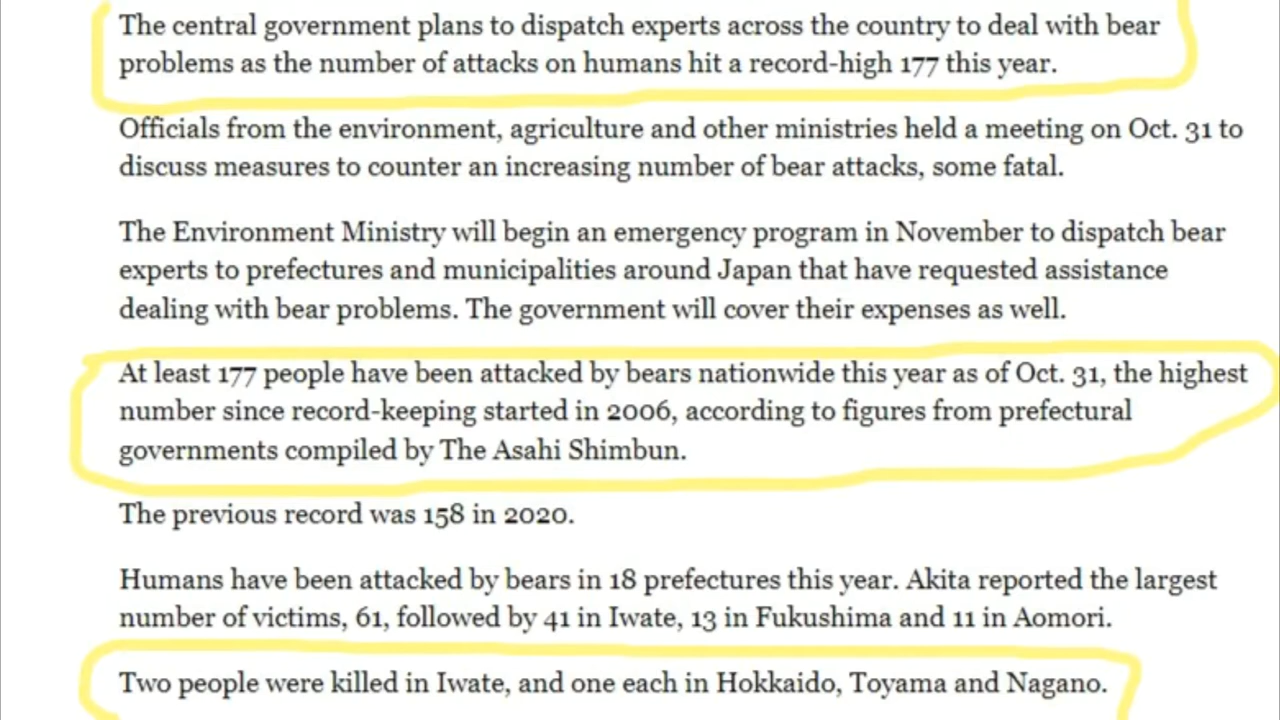 The central government plans to dispatch experts across the country to deal with bear
problems as the number of attacks on humans hit a record-high 177 this year.
Officials from the environment, agriculture and other ministries held a meeting on Oct. 31 to
discuss measures to counter an increasing number of bear attacks, some fatal.
The Environment Ministry will begin an emergency program in November to dispatch bear
experts to prefectures and municipalities around Japan that have requested assistance
dealing with bear problems. The government will cover their expenses as well.
At least 177 people have been attacked by bears nationwide this year as of Oct. 31, the highest
number since record-keeping started in 2006, according to figures from prefectural
governments compiled by The Asahi Shimbun.
The previous record was 158 in 2020.
Humans have been attacked by bears in 18 prefectures this year. Akita reported the largest
number of victims, 61, followed by 41 in Iwate, 13 in Fukushima and 11 in Aomori.
Two people were killed in Iwate, and one each in Hokkaido, Toyama and Nagano.